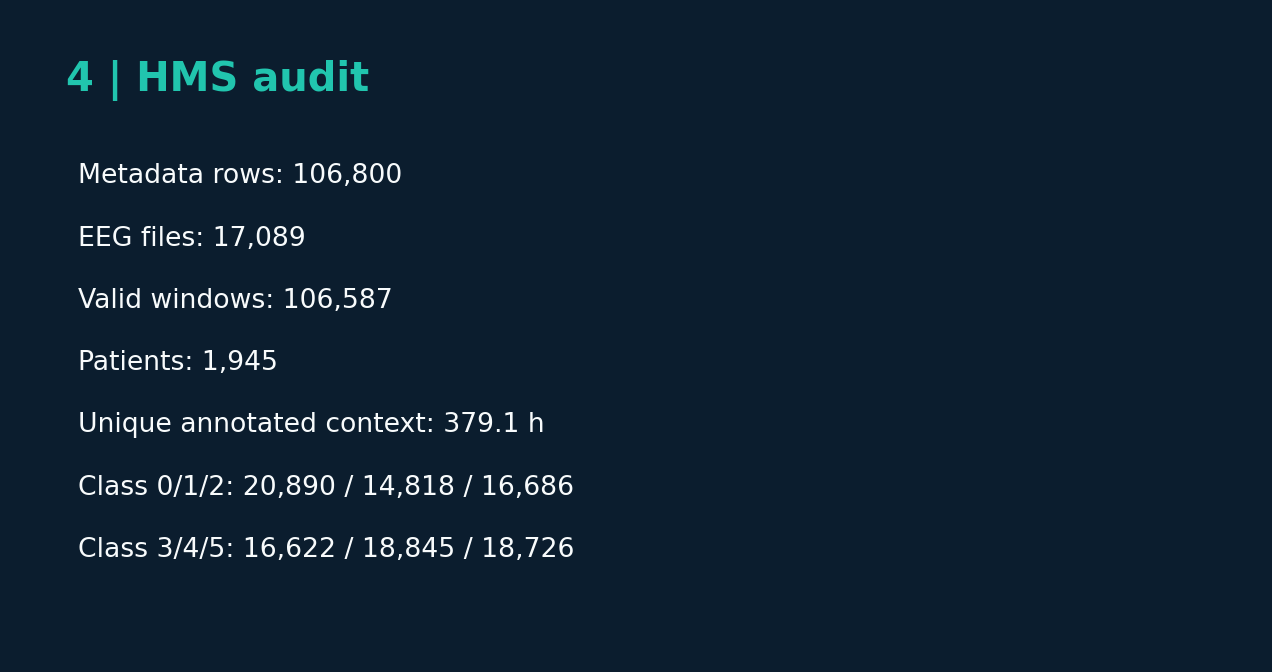 4 | HMS audit
Metadata rows: 106,800
EEG files: 17,089
Valid windows: 106,587
Patients: 1,945
Unique annotated context: 379.1 h
Class 0/1/2: 20,890 / 14,818 / 16,686
Class 3/4/5: 16,622 / 18,845 / 18,726